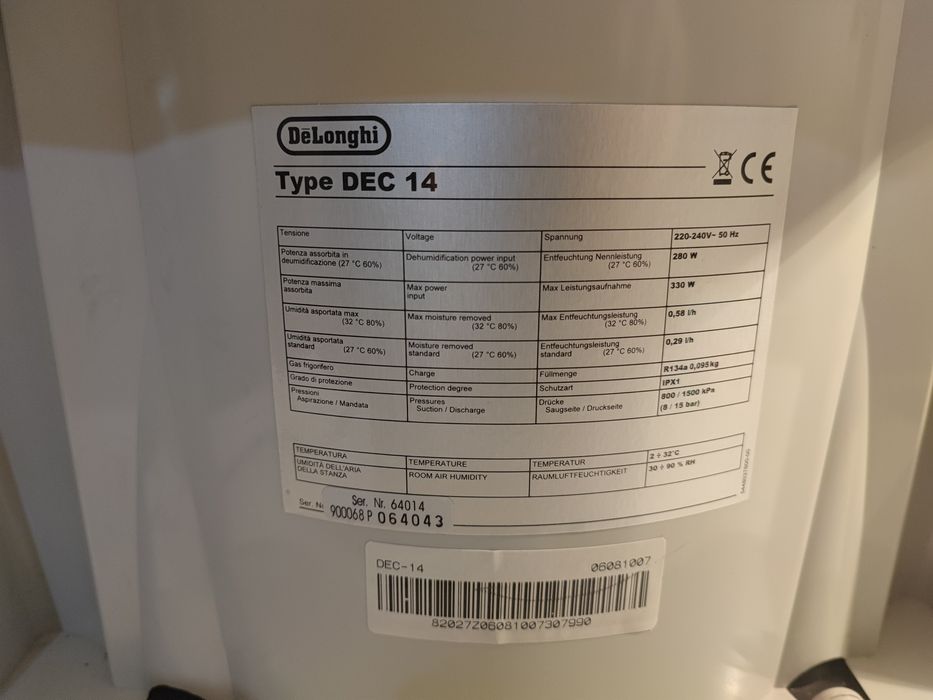 DeLonghi
CE
Type DEC 14
Tensione Voltage Spannung 220-240V~ 50 Hz
Potenza assorbita in deumidificazione (27 °C 60%) Dehumidification power input (27 °C 60%) Entfeuchtung Nennleistung (27 °C 60%) 280 W
Potenza massima assorbita Max power input Max Leistungsaufnahme 330 W
Umidità asportata max (32 °C 80%) Max moisture removed (32 °C 80%) Max Entfeuchtungsleistung (32 °C 80%) 0,58 l/h
Umidità asportata standard (27 °C 60%) Moisture removed standard (27 °C 60%) Entfeuchtungsleistung standard (27 °C 60%) 0,29 l/h
Gas frigorifero Charge Füllmenge R134a 0,095kg
Grado di protezione Protection degree Schutzart IPX1
Pressioni Aspirazione / Mandata Pressures Suction / Discharge Drücke Saugseite / Druckseite 800 / 1500 kPa (8 / 15 bar)
TEMPERATURA TEMPERATURE TEMPERATUR 2 ÷ 32°C
UMIDITÀ DELL'ARIA DELLA STANZA ROOM AIR HUMIDITY RAUMLUFTFEUCHTIGKEIT 30 ÷ 90 % RH
Ser. N
Ser. Nr. 64014
900068 P 064043
DEC-14 06081007
82027Z06081007307990